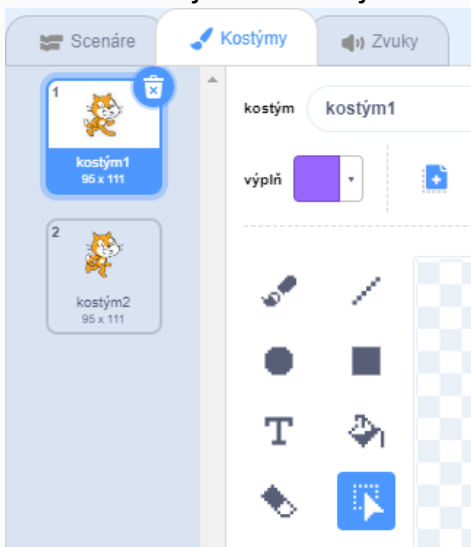 Scenáre Kostýmy Zvuky
1
kostým1
95 x 111
2
kostým2
95 x 111
kostým kostým1
výplň
T